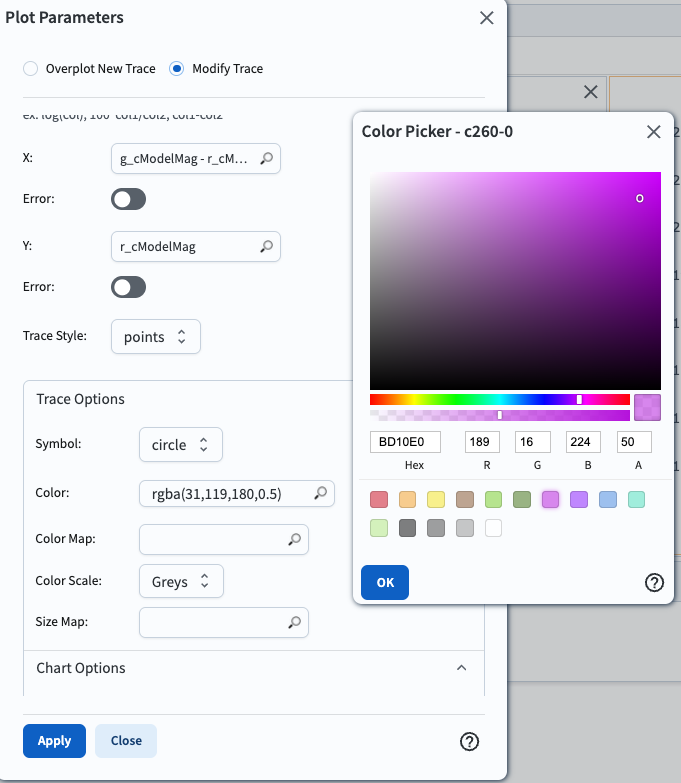 Plot Parameters
Overplot New Trace
Modify Trace
ex. log(col), 100*col1/col2, col1-col2
X:
g_cModelMag - r_cM...
Error:
Y:
r_cModelMag
Error:
Trace Style:
points
Trace Options
Symbol:
circle
Color:
rgba(31,119,180,0.5)
Color Map:
Color Scale:
Greys
Size Map:
Chart Options
Apply
Close
Color Picker - c260-0
BD10E0
189
16
224
50
Hex
R
G
B
A
OK